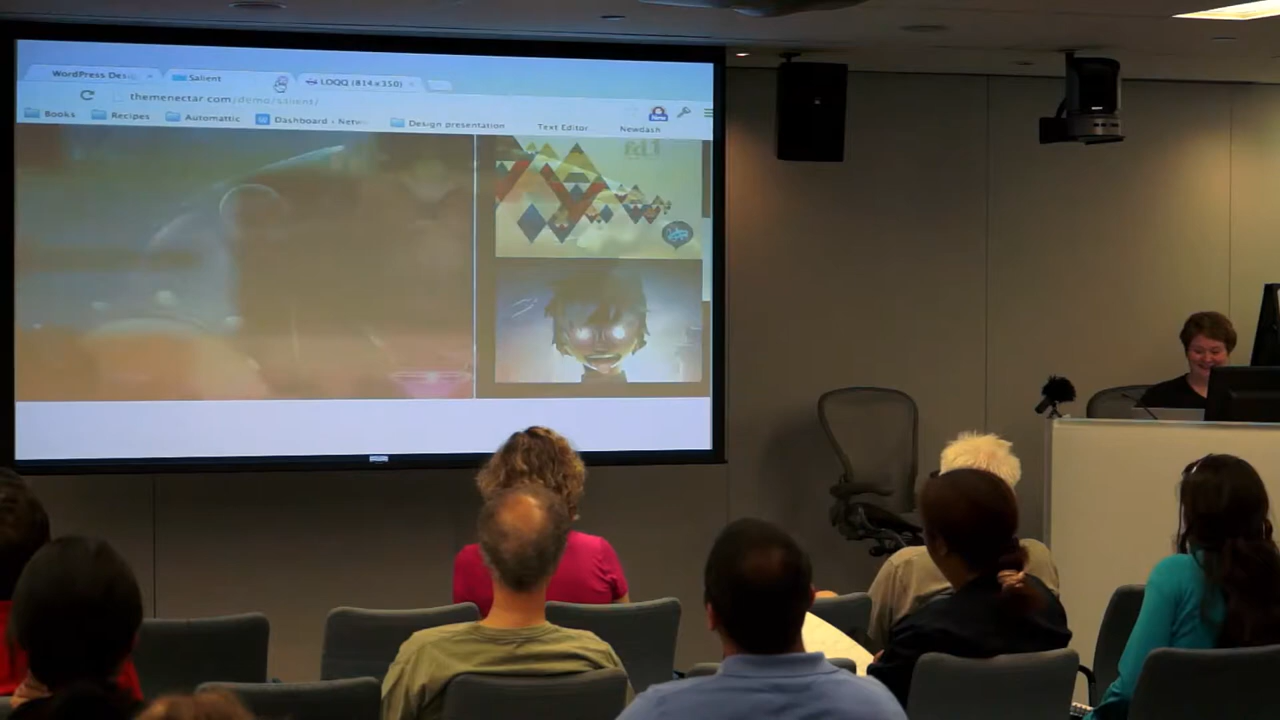 WordPress Desi
Salient
LOQQ (814x350)
themenectar.com/demo/salient/
Books
Recipes
Automattic
Dashboard ‹ Netw
Design presentation
Text Editor
Newdash
New